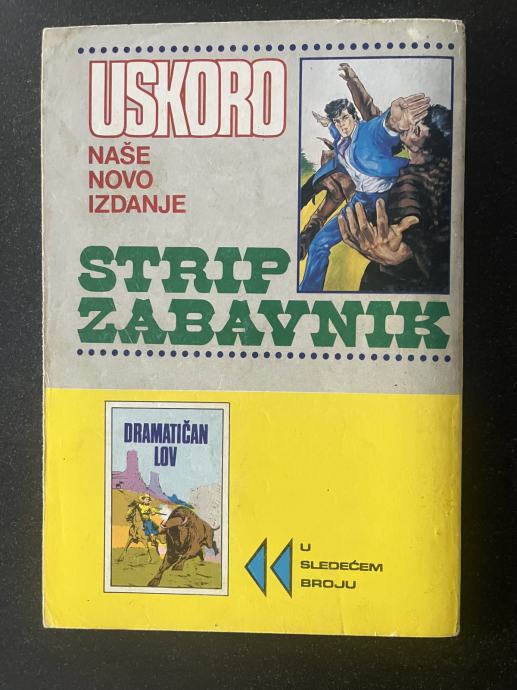 USKORO
NAŠE
NOVO
IZDANJE
STRIP
ZABAVNIK
DRAMATIČAN
LOV
U
SLEDEĆEM
BROJU